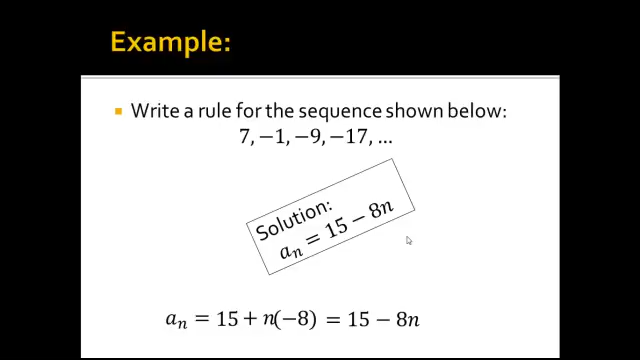 Example:
Write a rule for the sequence shown below:
7, −1, −9, −17, ...
Solution:
aₙ = 15 − 8n
aₙ = 15 + n(−8) = 15 − 8n